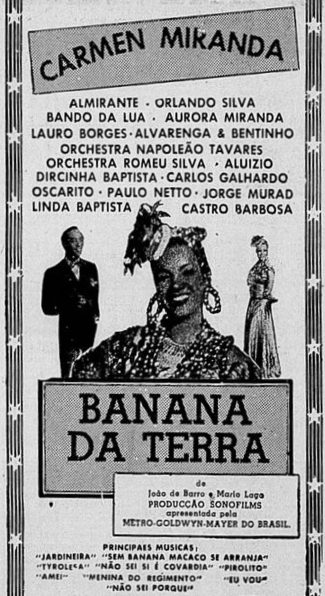 CARMEN MIRANDA
ALMIRANTE · ORLANDO SILVA
BANDO DA LUA · AURORA MIRANDA
LAURO BORGES · ALVARENGA & BENTINHO
ORCHESTRA NAPOLEÃO TAVARES
ORCHESTRA ROMEU SILVA · ALUIZIO
DIRCINHA BAPTISTA · CARLOS GALHARDO
OSCARITO · PAULO NETTO · JORGE MURAD
LINDA BAPTISTA CASTRO BARBOSA
BANANA
DA TERRA
de
João de Barro e Mario Lago
PRODUCÇÃO SONOFILMS
apresentada pela
METRO-GOLDWYN-MAYER DO BRASIL.
PRINCIPAES MUSICAS:
"JARDINEIRA" "SEM BANANA MACACO SE ARRANJA"
"TYROLEZA" "NÃO SEI SI É COVARDIA" "PIROLITO"
"AMEI" "MENINA DO REGIMENTO" "EU VOU"
"NÃO SEI PORQUE"